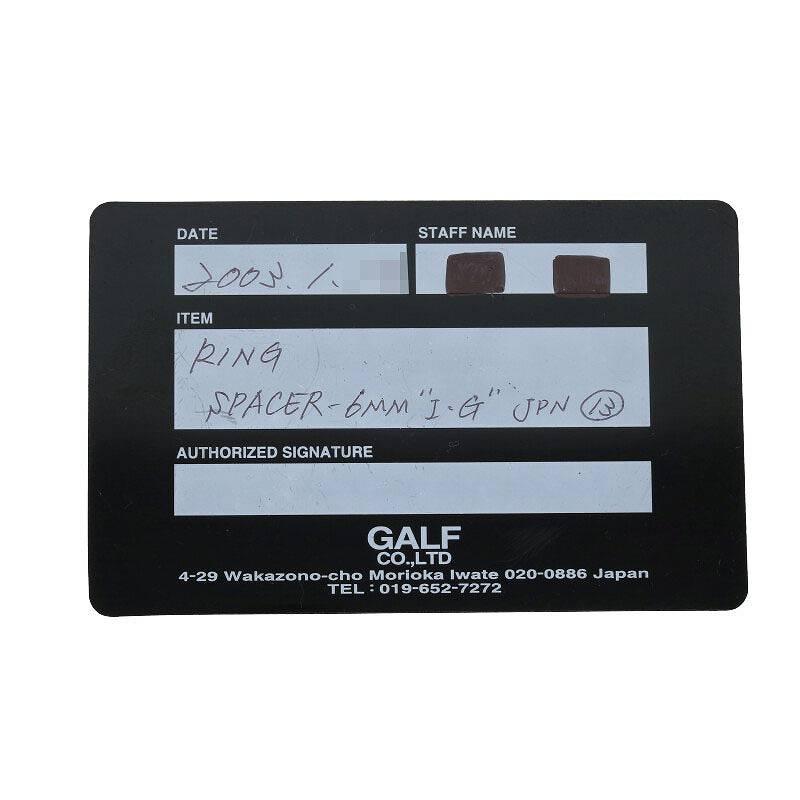 DATE
STAFF NAME
2003. 1.
ITEM
RING
SPACER-6MM "I·G" JPN ⑬
AUTHORIZED SIGNATURE
GALF
CO.,LTD
4-29 Wakazono-cho Morioka Iwate 020-0886 Japan
TEL : 019-652-7272